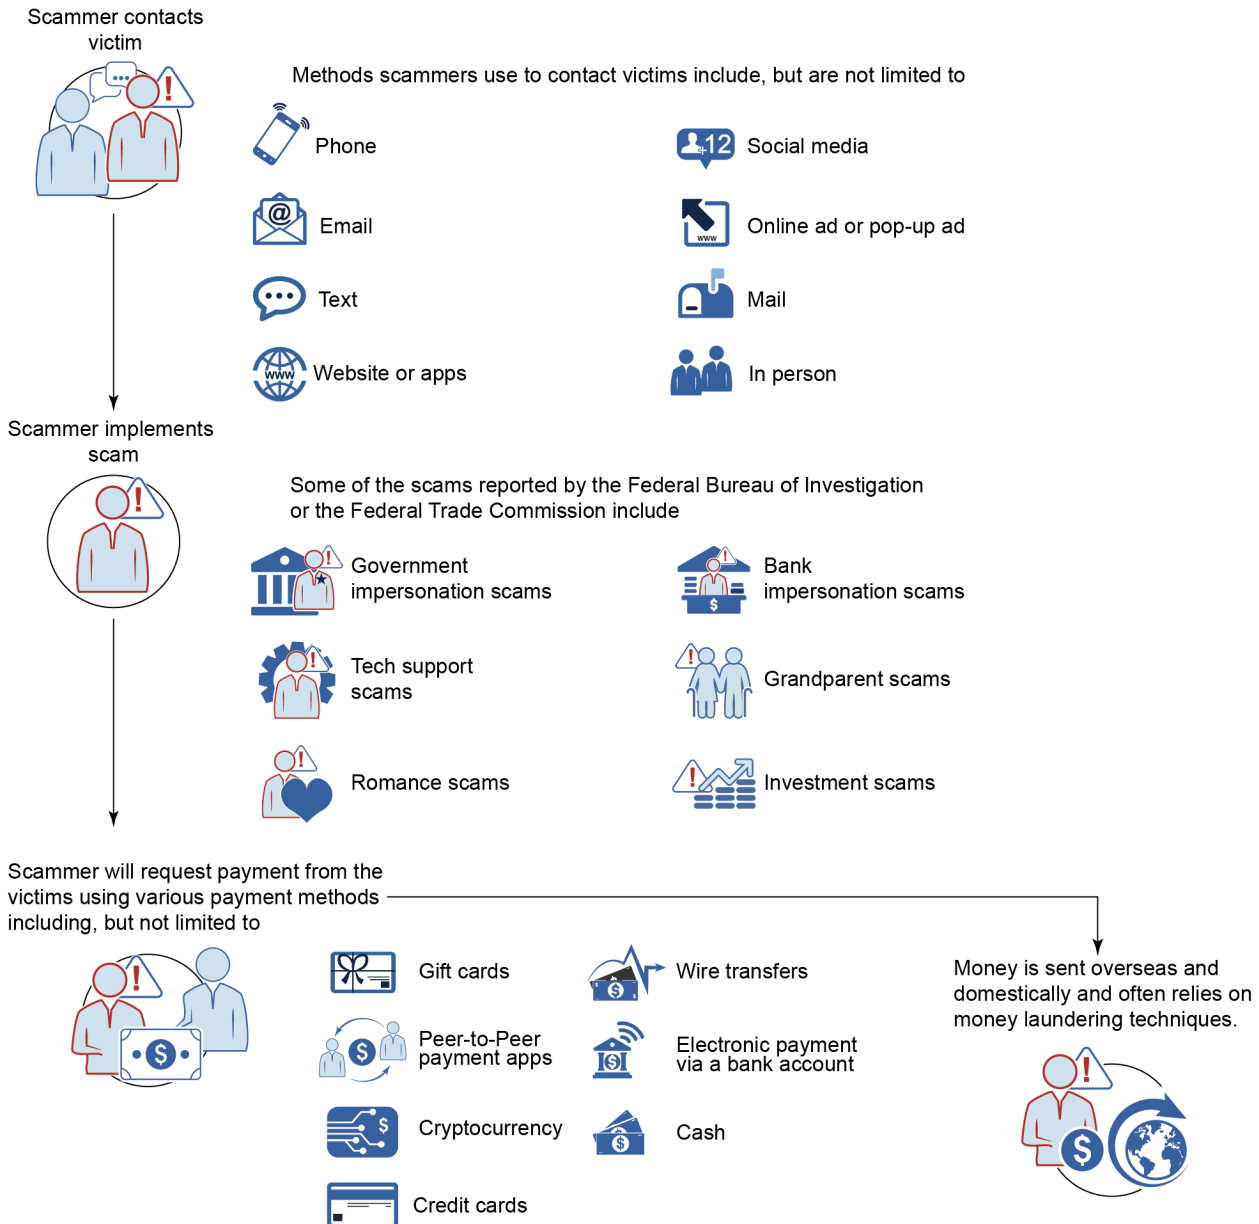 Scammer contacts
victim
Methods scammers use to contact victims include, but are not limited to
Phone
+12
Social media
@
Email
www
Online ad or pop-up ad
Text
Mail
www
Website or apps
In person
Scammer implements
scam
!
Some of the scams reported by the Federal Bureau of Investigation
or the Federal Trade Commission include
Government
impersonation scams
$
Bank
impersonation scams
Tech support
scams
Grandparent scams
Romance scams
Investment scams
Scammer will request payment from the
victims using various payment methods
including, but not limited to
Gift cards
$
Wire transfers
$
Peer-to-Peer
payment apps
$
Electronic payment
via a bank account
$
Cryptocurrency
$
Cash
Credit cards
Money is sent overseas and
domestically and often relies on
money laundering techniques.
!
$